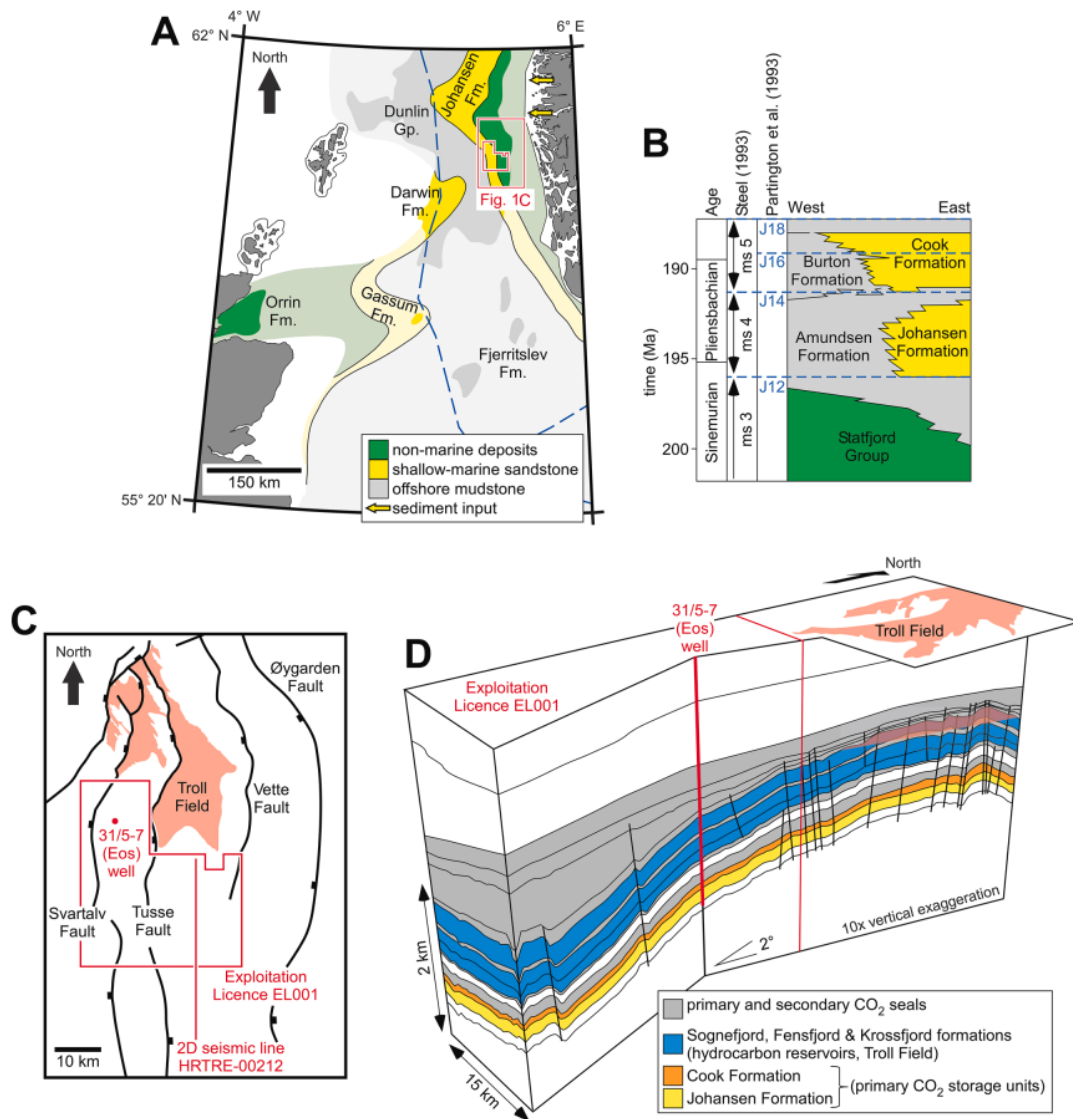 A
4° W
62° N
6° E
North
Johansen
Fm.
Dunlin
Gp.
Fig. 1C
Darwin
Fm.
Orrin
Fm.
Gassum
Fm.
Fjerritslev
Fm.
non-marine deposits
shallow-marine sandstone
offshore mudstone
sediment input
150 km
55° 20' N
B
Age
Steel (1993)
Partington et al. (1993)
West
East
time (Ma)
190
195
200
Pliensbachian
Sinemurian
ms 5
ms 4
ms 3
J18
J16
J14
J12
Cook
Formation
Burton
Formation
Amundsen
Formation
Johansen
Formation
Statfjord
Group
C
North
Øygarden
Fault
Troll
Field
Vette
Fault
31/5-7
(Eos)
well
Svartalv
Fault
Tusse
Fault
Exploitation
Licence EL001
10 km
2D seismic line
HRTRE-00212
D
North
31/5-7
(Eos)
well
Troll Field
Exploitation
Licence EL001
2 km
15 km
2°
10x vertical exaggeration
primary and secondary CO₂ seals
Sognefjord, Fensfjord & Krossfjord formations
(hydrocarbon reservoirs, Troll Field)
Cook Formation
Johansen Formation
(primary CO₂ storage units)